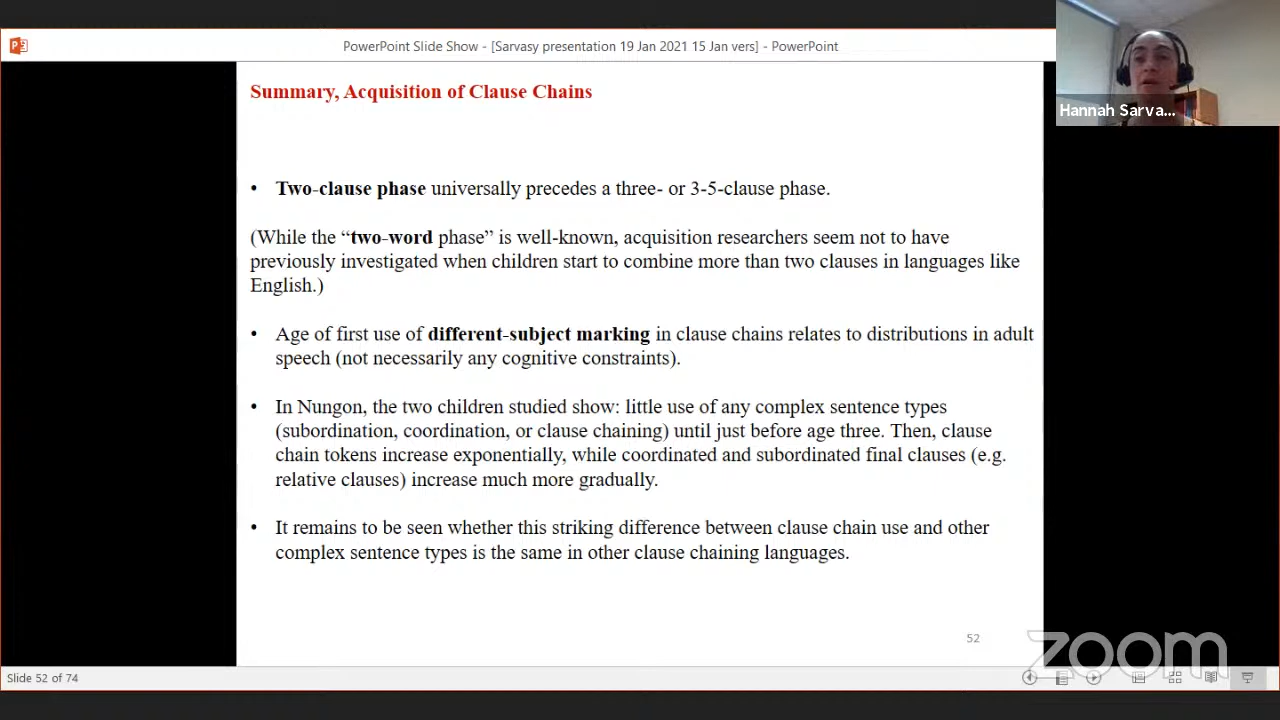 PowerPoint Slide Show - [Sarvasy presentation 19 Jan 2021 15 Jan vers] - PowerPoint
Hannah Sarva...
Summary, Acquisition of Clause Chains
• Two-clause phase universally precedes a three- or 3-5-clause phase.
(While the “two-word phase” is well-known, acquisition researchers seem not to have
previously investigated when children start to combine more than two clauses in languages like
English.)
• Age of first use of different-subject marking in clause chains relates to distributions in adult
speech (not necessarily any cognitive constraints).
• In Nungon, the two children studied show: little use of any complex sentence types
(subordination, coordination, or clause chaining) until just before age three. Then, clause
chain tokens increase exponentially, while coordinated and subordinated final clauses (e.g.
relative clauses) increase much more gradually.
• It remains to be seen whether this striking difference between clause chain use and other
complex sentence types is the same in other clause chaining languages.
52
zoom
Slide 52 of 74